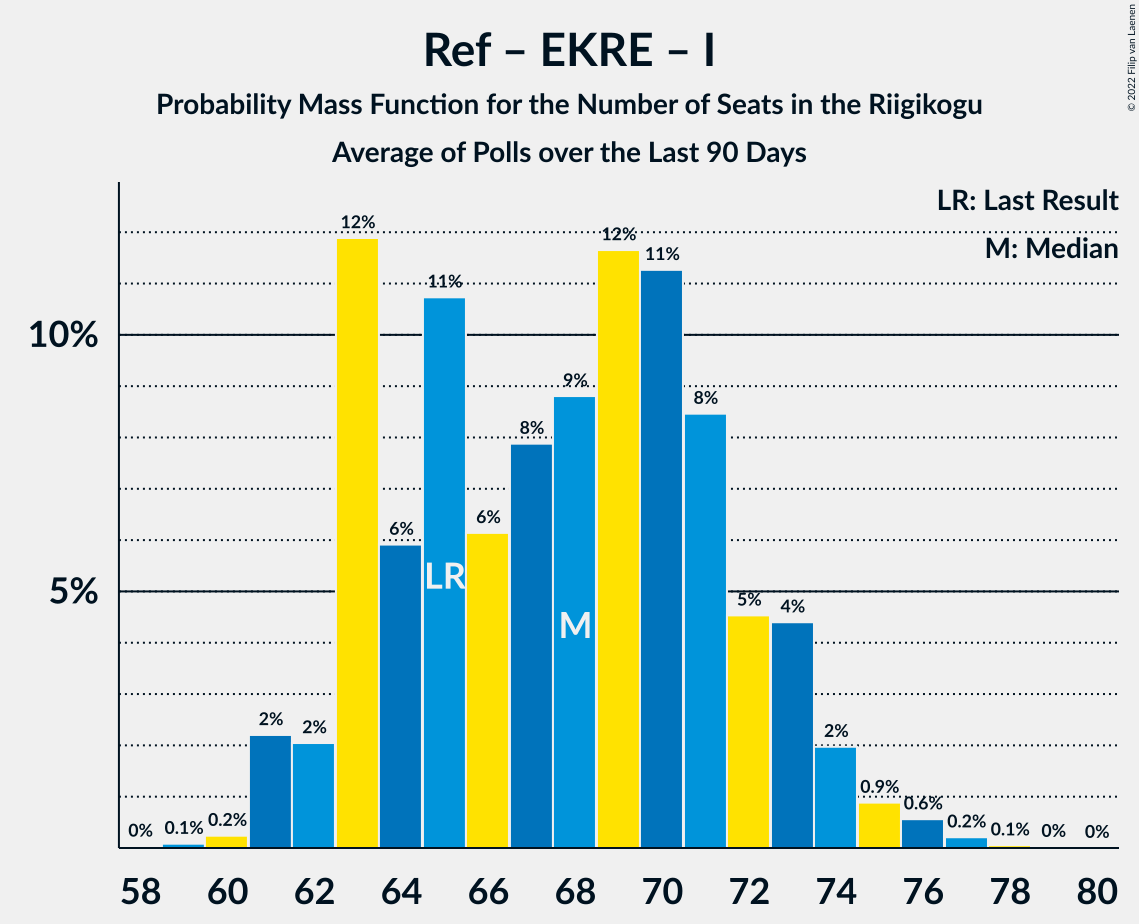 Ref – EKRE – I
Probability Mass Function for the Number of Seats in the Riigikogu
Average of Polls over the Last 90 Days
© 2022 Filip van Laenen
LR: Last Result
M: Median
10%
5%
0%
0.1%
0.2%
2%
2%
12%
6%
11%
6%
8%
9%
12%
11%
8%
5%
4%
2%
0.9%
0.6%
0.2%
0.1%
0%
0%
LR
M
58 60 62 64 66 68 70 72 74 76 78 80